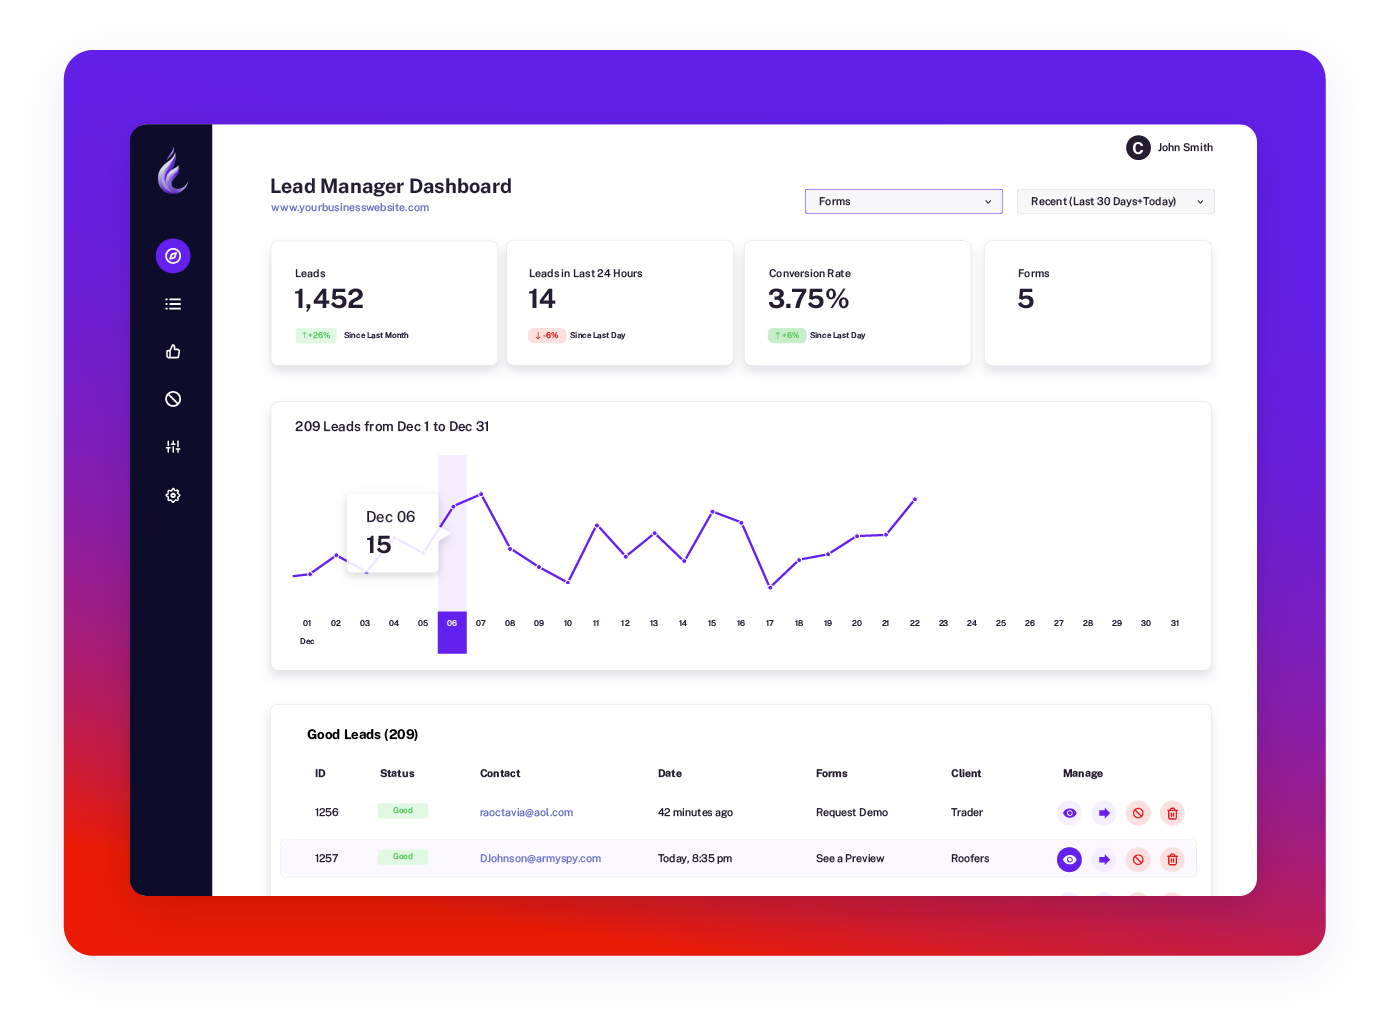 C John Smith
Lead Manager Dashboard
www.yourbusinesswebsite.com
Forms
Recent (Last 30 Days+Today)
Leads
1,452
↑+26% Since Last Month
Leads in Last 24 Hours
14
↓ -6% Since Last Day
Conversion Rate
3.75%
↑+6% Since Last Day
Forms
5
209 Leads from Dec 1 to Dec 31
Dec 06
15
01 02 03 04 05 06 07 08 09 10 11 12 13 14 15 16 17 18 19 20 21 22 23 24 25 26 27 28 29 30 31
Dec
Good Leads (209)
ID Status Contact Date Forms Client Manage
1256 Good raoctavia@aol.com 42 minutes ago Request Demo Trader
1257 Good DJohnson@armyspy.com Today, 8:35 pm See a Preview Roofers